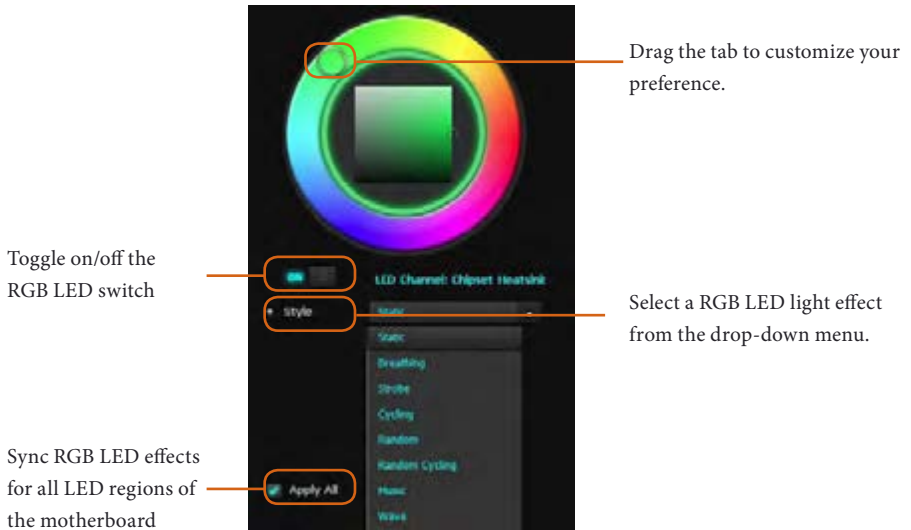 Drag the tab to customize your
preference.
Toggle on/off the
RGB LED switch
ON
LED Channel: Chipset Heatsink
Style
Static
Select a RGB LED light effect
from the drop-down menu.
Static
Breathing
Strobe
Cycling
Random
Random Cycling
Music
Wave
Sync RGB LED effects
for all LED regions of
the motherboard
Apply All